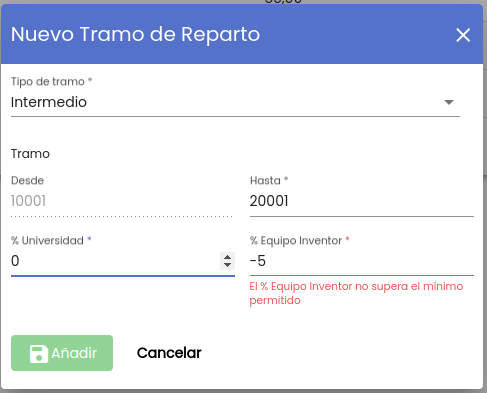 Nuevo Tramo de Reparto
Tipo de tramo *
Intermedio
Tramo
Desde
Hasta *
10001
20001
% Universidad *
% Equipo Inventor *
0
-5
El % Equipo Inventor no supera el mínimo
permitido
Añadir
Cancelar